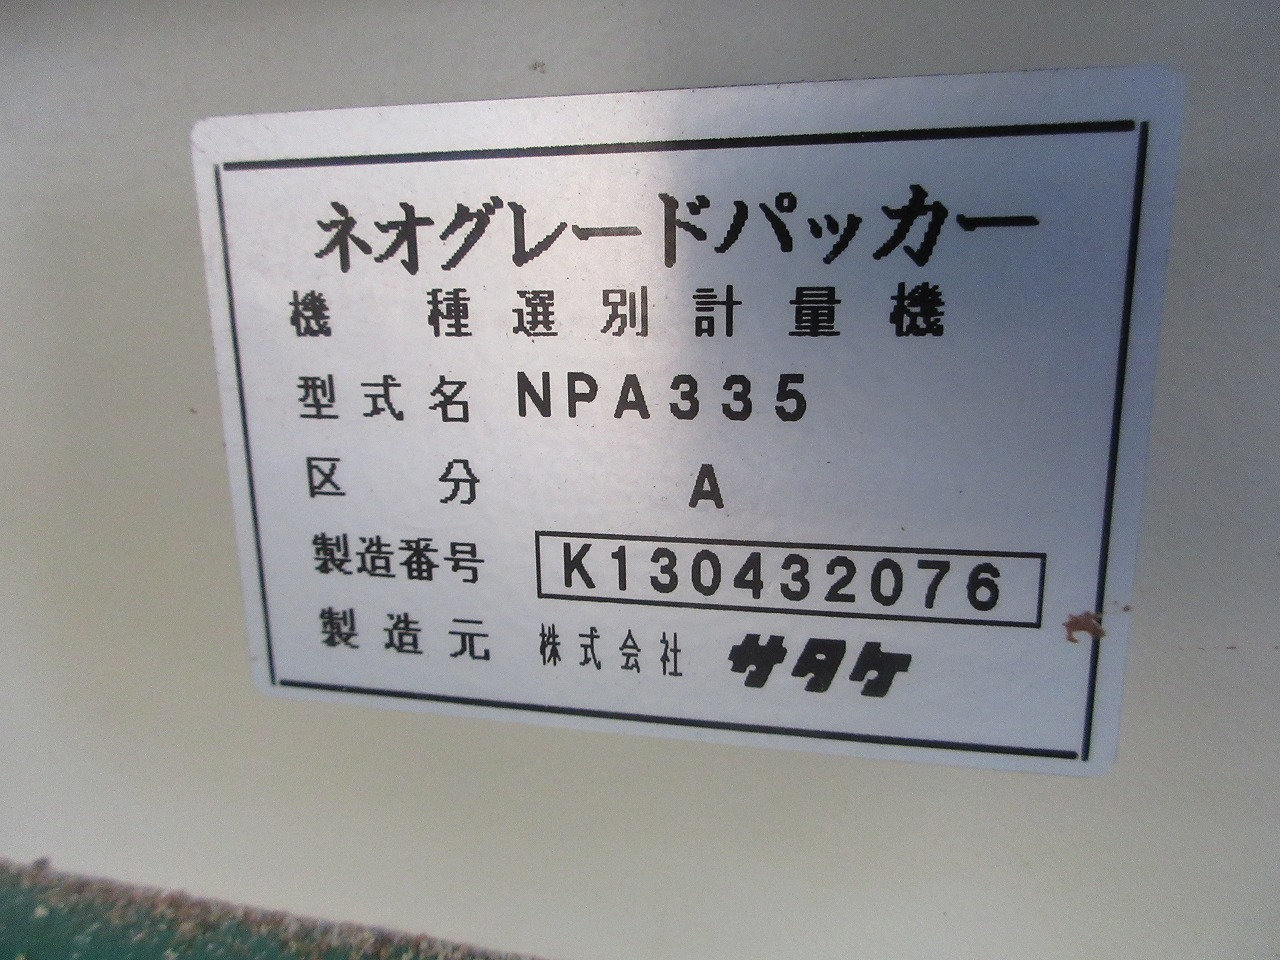 ネオグレードパッカー
機種 選別計量機
型式名 NPA335
区分 A
製造番号 K130432076
製造元 株式会社 サタケ